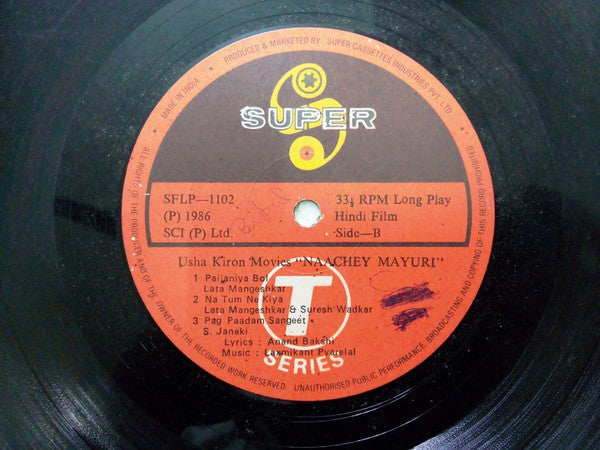 PRODUCED & MARKETED BY SUPER CASSETTES INDUSTRIES PVT. LTD.
MADE IN INDIA
SUPER
SFLP—1102
(P) 1986
SCI (P) Ltd.
33⅓ RPM Long Play
Hindi Film
Side—B
Usha Kiron Movies "NAACHEY MAYURI"
1 Paijaniya Bol
Lata Mangeshkar
2 Na Tum Ne Kiya
Lata Mangeshkar & Suresh Wadkar
3 Pag Paadam Sangeet
S. Janaki
Lyrics : Anand Bakshi
Music : Laxmikant Pyarelal
T
SERIES
ALL RIGHTS OF THE PRODUCER AND OF THE OWNER OF THE RECORDED WORK RESERVED. UNAUTHORISED PUBLIC PERFORMANCE, BROADCASTING AND COPYING OF THIS RECORD PROHIBITED.